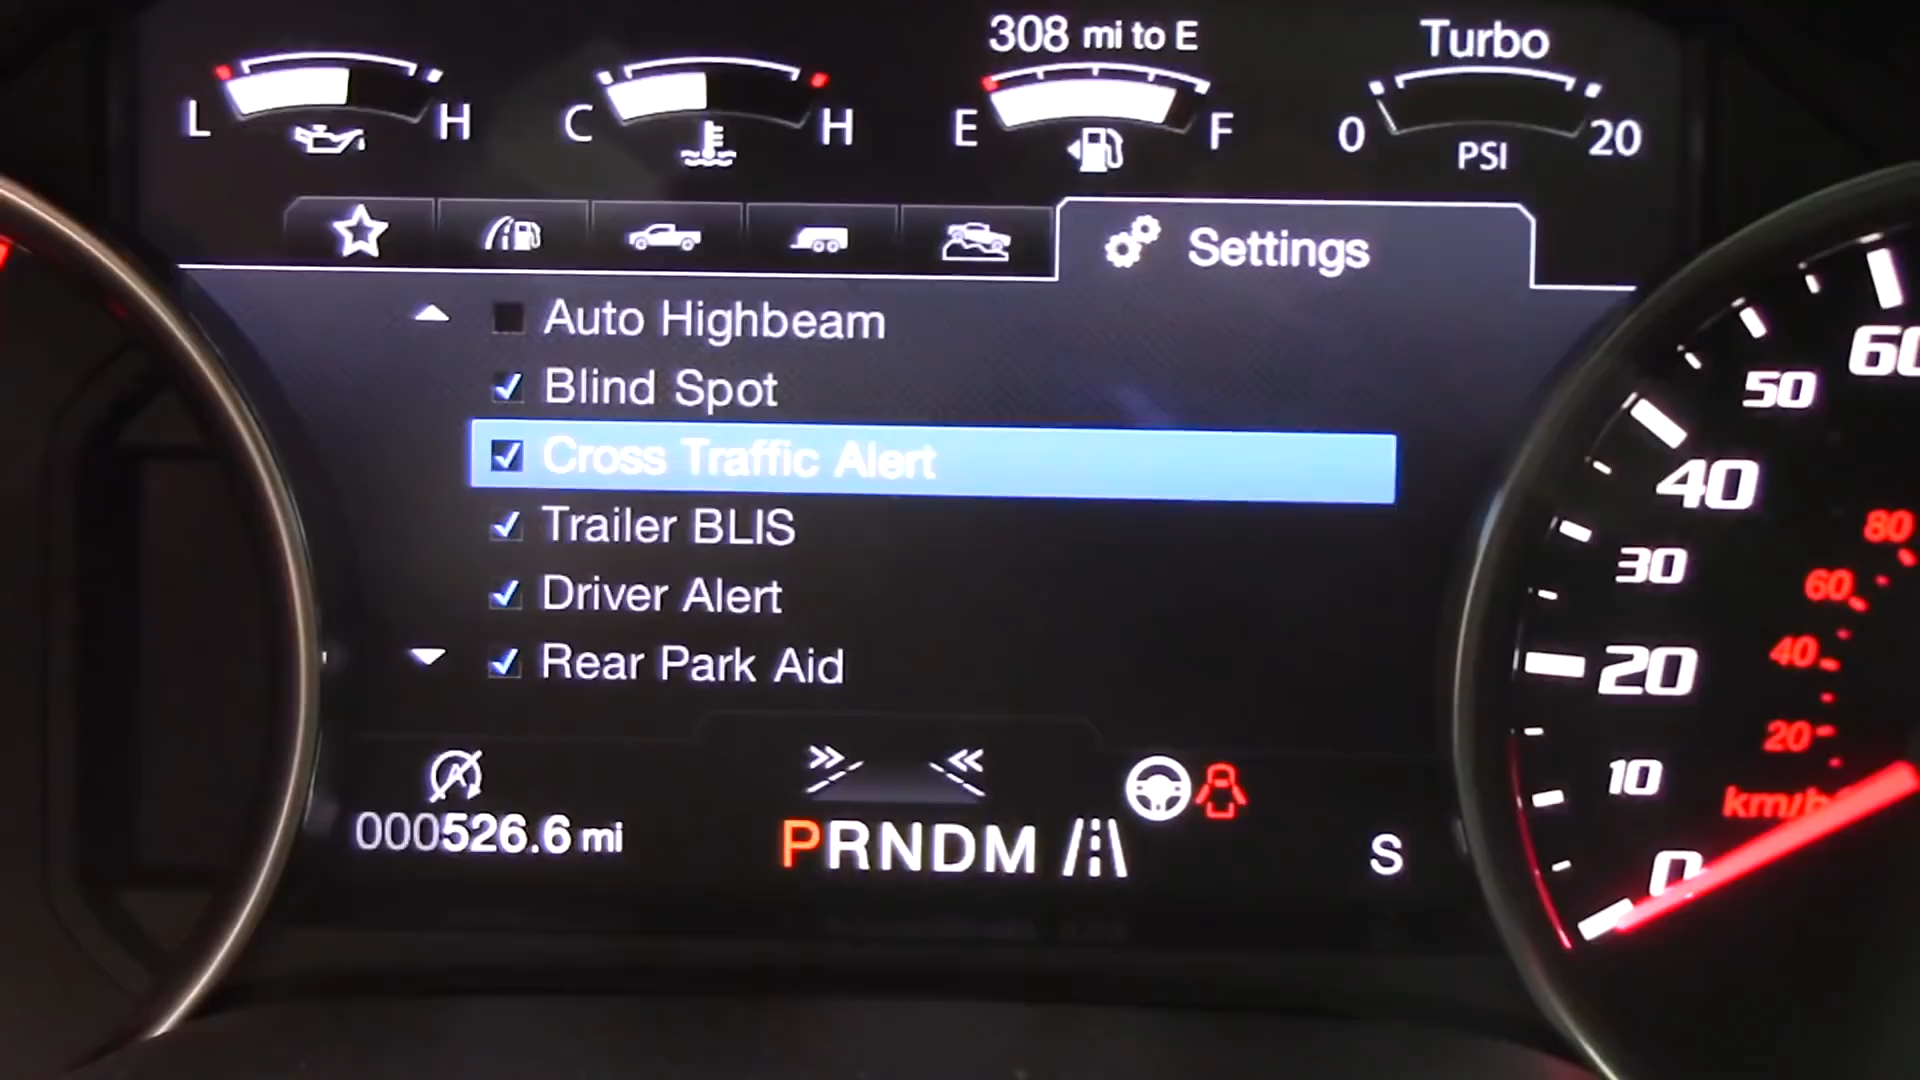 308 mi to E
Turbo
L H
C H
E F
0 20
PSI
Settings
Auto Highbeam
Blind Spot
Cross Traffic Alert
Trailer BLIS
Driver Alert
Rear Park Aid
A
000526.6 mi
PRNDM
S
60
50
40
30
20
10
0
80
60
40
20
km/h